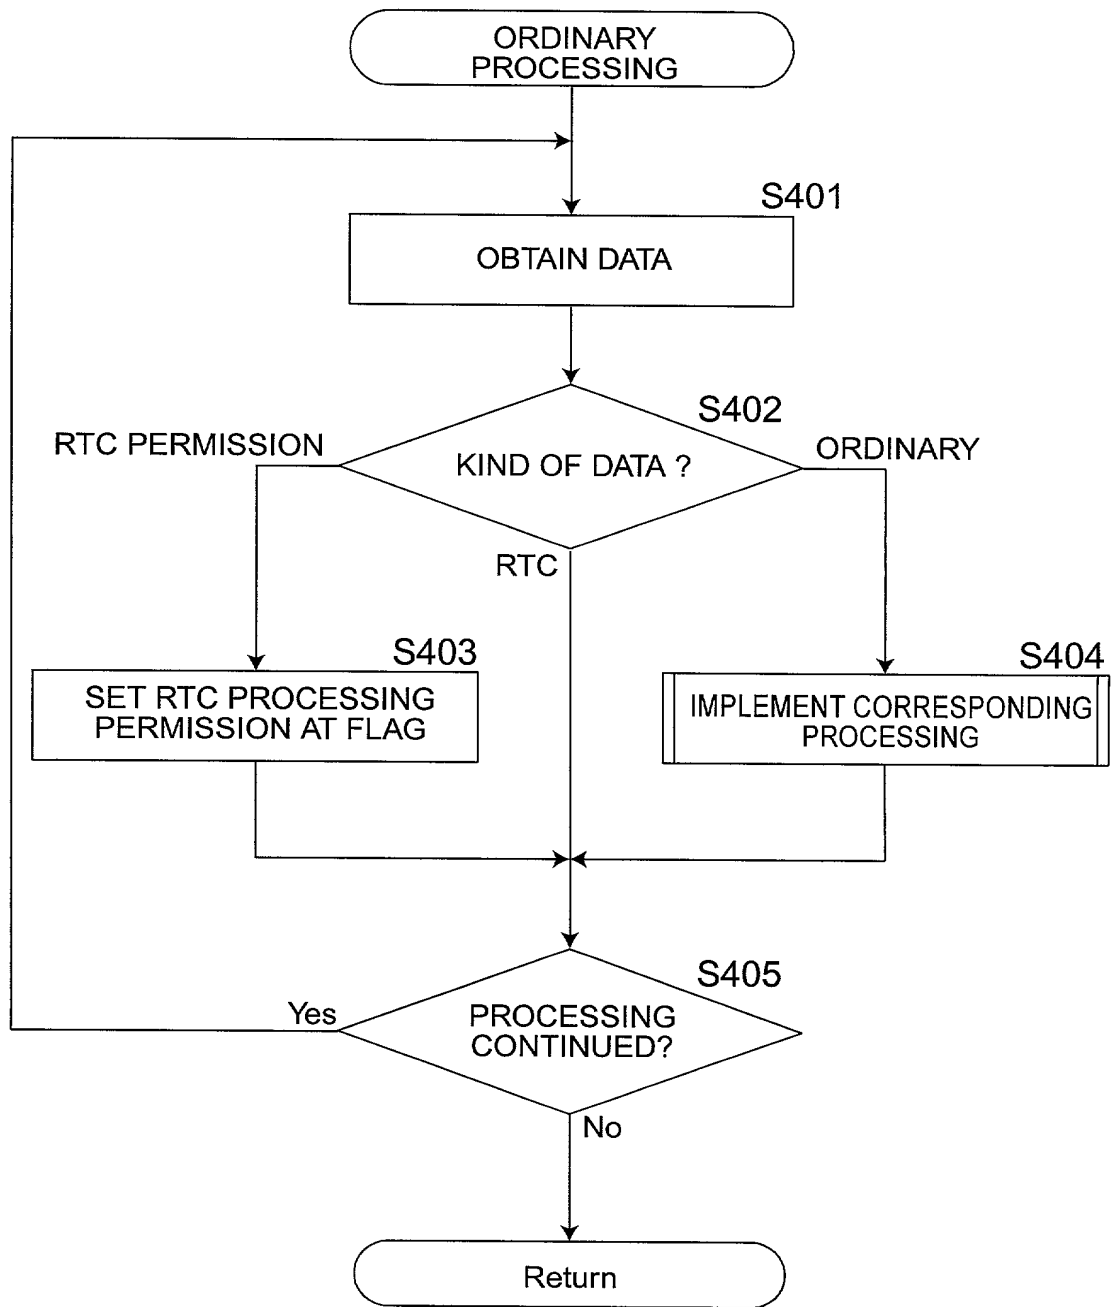 ORDINARY
PROCESSING
S401
OBTAIN DATA
S402
RTC PERMISSION
KIND OF DATA ?
ORDINARY
RTC
S403
SET RTC PROCESSING
PERMISSION AT FLAG
S404
IMPLEMENT CORRESPONDING
PROCESSING
S405
Yes
PROCESSING
CONTINUED?
No
Return